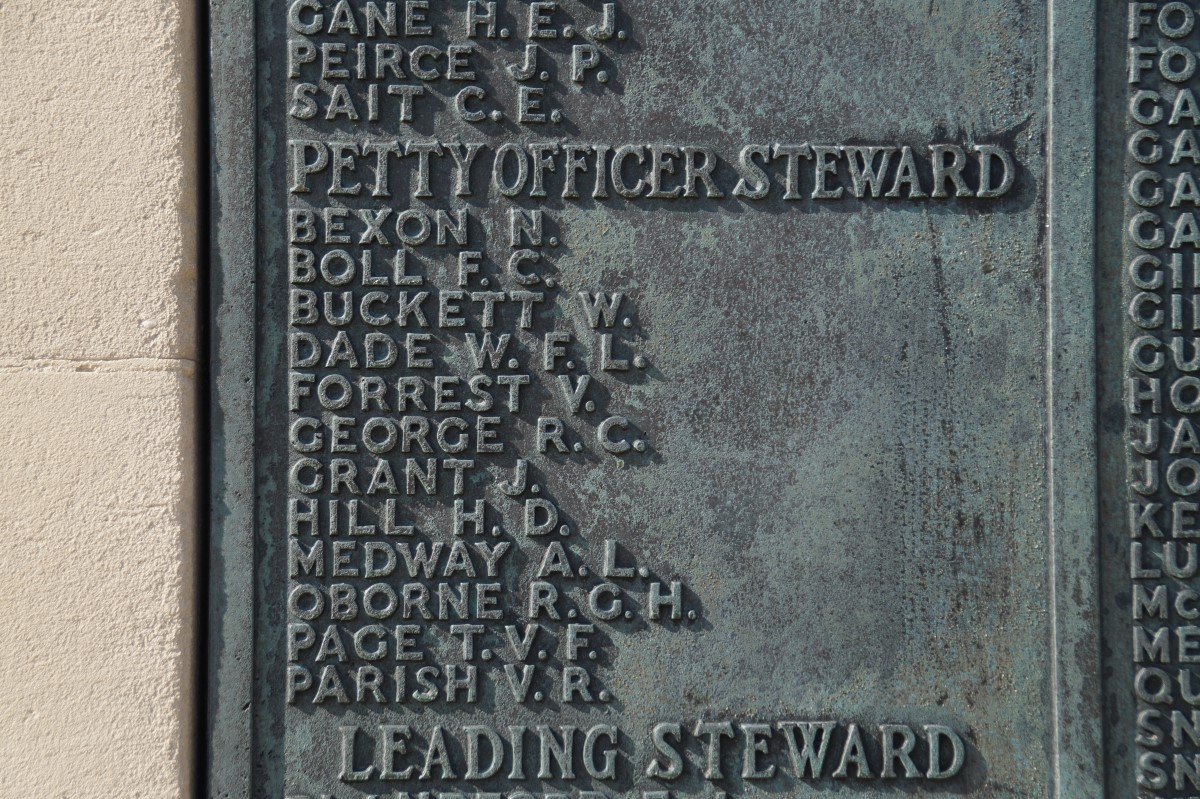 GANE H. E. J.
PEIRCE J. P.
SAIT C. E.
PETTY OFFICER STEWARD
BEXON N.
BOLL F. C.
BUCKETT W.
DADE W. F. L.
FORREST V.
GEORGE R. C.
GRANT J.
HILL H. D.
MEDWAY A. L.
OBORNE R. G. H.
PAGE T. V. F.
PARISH V. R.
LEADING STEWARD